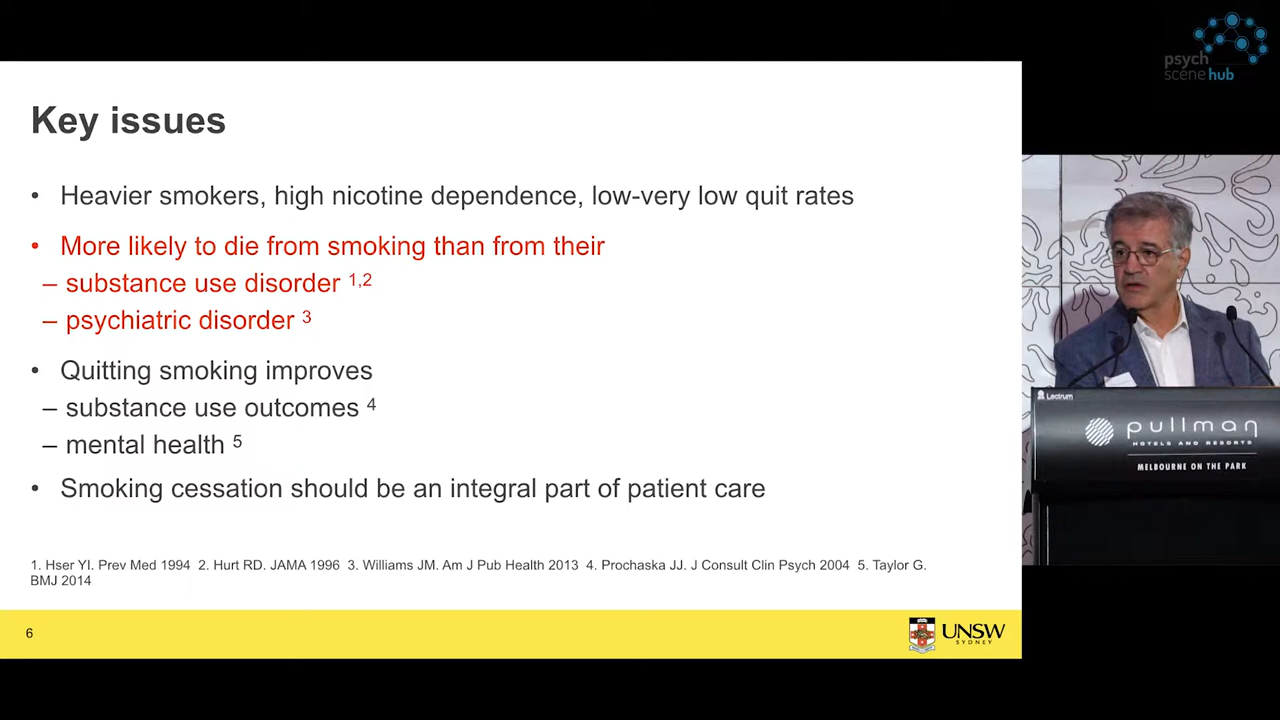 psych
scene hub
Key issues
• Heavier smokers, high nicotine dependence, low-very low quit rates
• More likely to die from smoking than from their
– substance use disorder 1,2
– psychiatric disorder 3
• Quitting smoking improves
– substance use outcomes 4
– mental health 5
• Smoking cessation should be an integral part of patient care
1. Hser YI. Prev Med 1994 2. Hurt RD. JAMA 1996 3. Williams JM. Am J Pub Health 2013 4. Prochaska JJ. J Consult Clin Psych 2004 5. Taylor G.
BMJ 2014
6
UNSW
SYDNEY
Lectrum
pullman
HOTELS AND RESORTS
MELBOURNE ON THE PARK